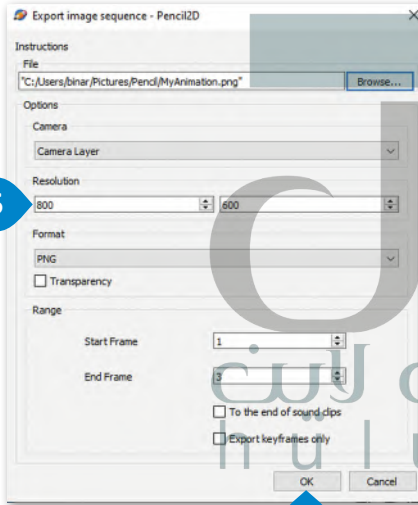 Export image sequence - Pencil2D
Instructions
File
"C:/Users/binar/Pictures/Pencil/MyAnimation.png" Browse...
Options
Camera
Camera Layer
Resolution
800 600
Format
PNG
Transparency
Range
Start Frame 1
End Frame 3
To the end of sound clips
Export keyframes only
OK Cancel